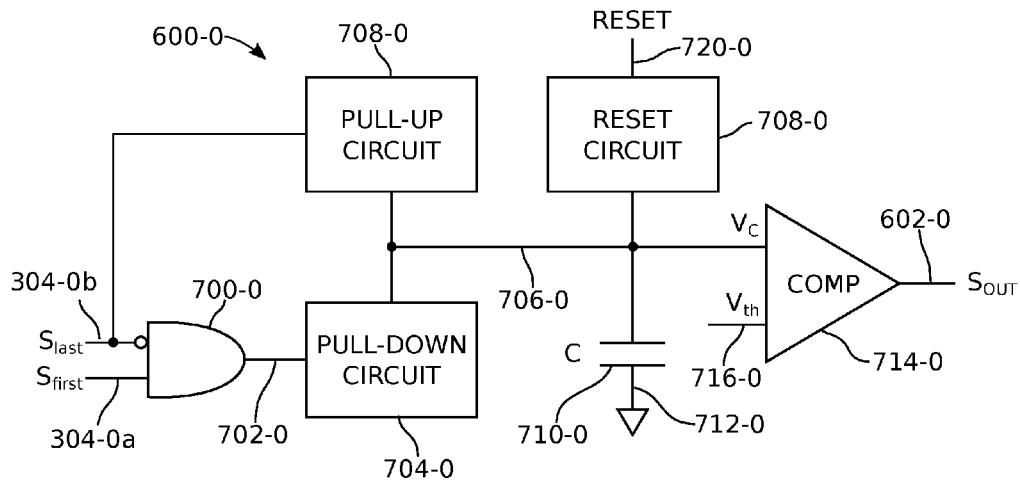 600-0
708-0
RESET
720-0
PULL-UP
CIRCUIT
RESET
CIRCUIT
708-0
602-0
V_C
304-0b
700-0
COMP
S_OUT
706-0
V_th
S_last
PULL-DOWN
CIRCUIT
C
714-0
716-0
S_first
304-0a
702-0
710-0
712-0
704-0